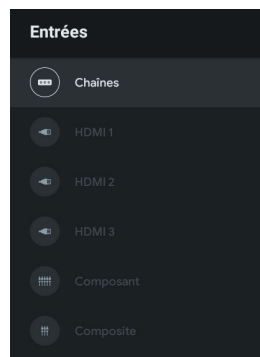 Entrées
Chaînes
HDMI 1
HDMI 2
HDMI 3
Composant
Composite